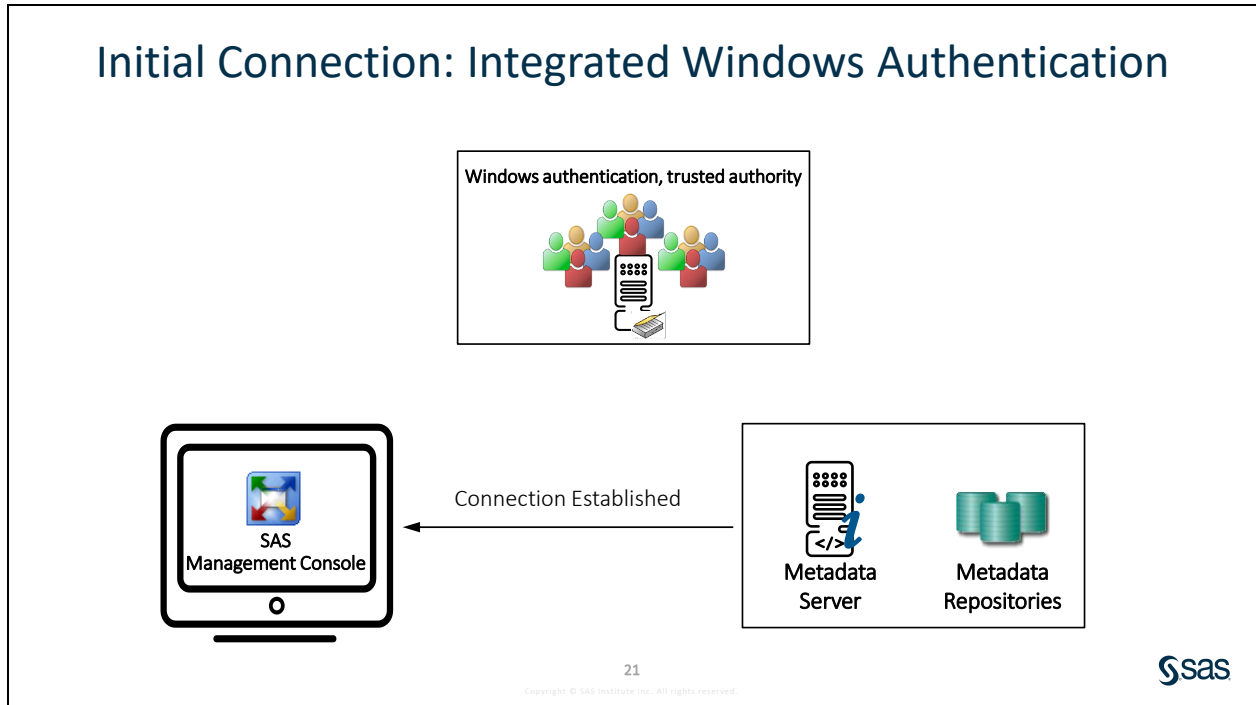 Initial Connection: Integrated Windows Authentication
Windows authentication, trusted authority
Connection Established
SAS
Management Console
</>
i
Metadata
Server
Metadata
Repositories
21
Copyright © SAS Institute Inc. All rights reserved.
sas